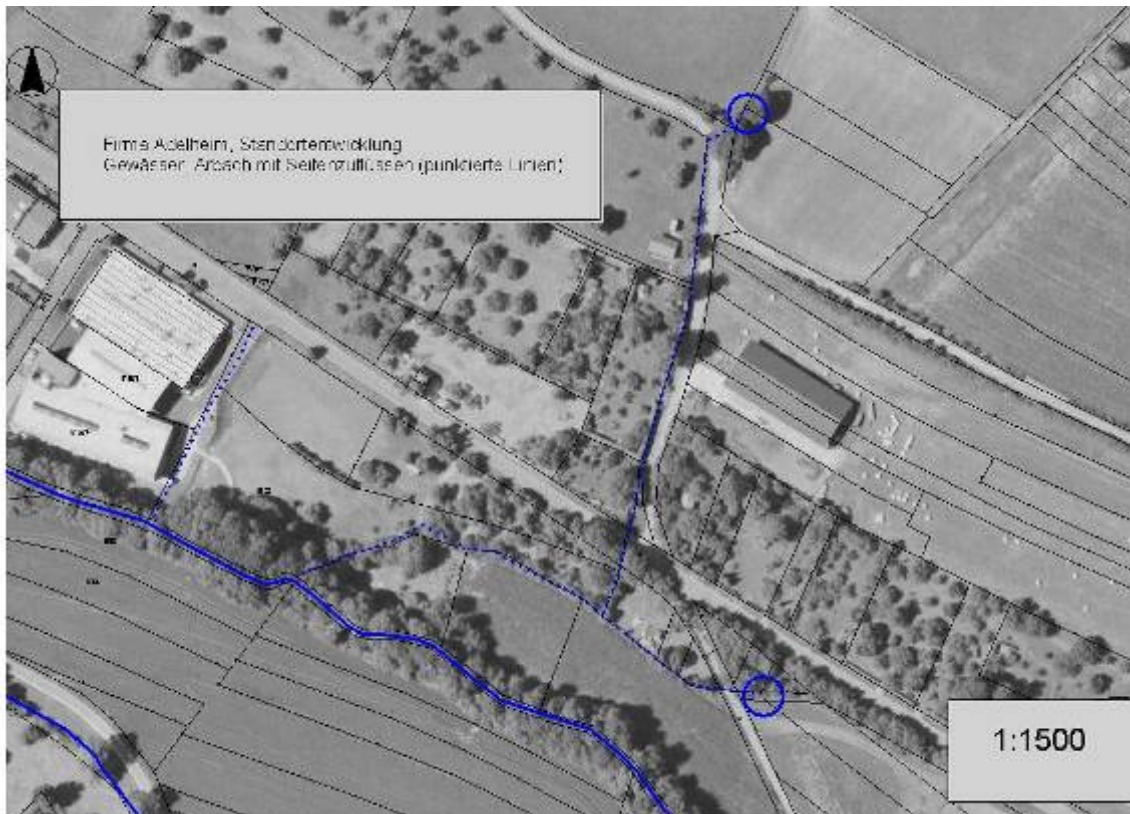 Firma Adelheim, Standortentwicklung
Gewässer: Arbach mit Seitenzuflüssen (punktierte Linien)
1:1500